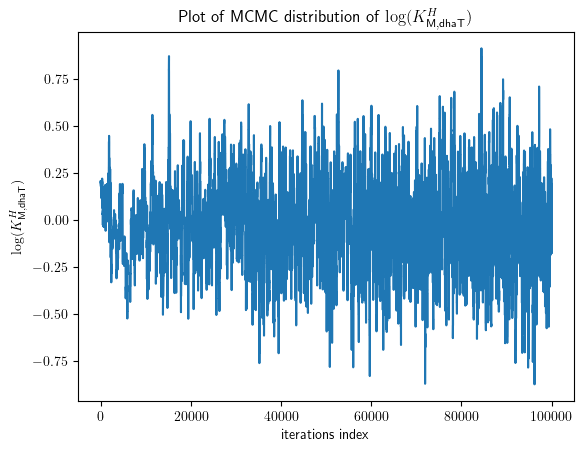 Plot of MCMC distribution of log(K^H_{M,dhaT})
0.75
0.50
0.25
0.00
−0.25
−0.50
−0.75
log(K^H_{M,dhaT})
0 20000 40000 60000 80000 100000
iterations index